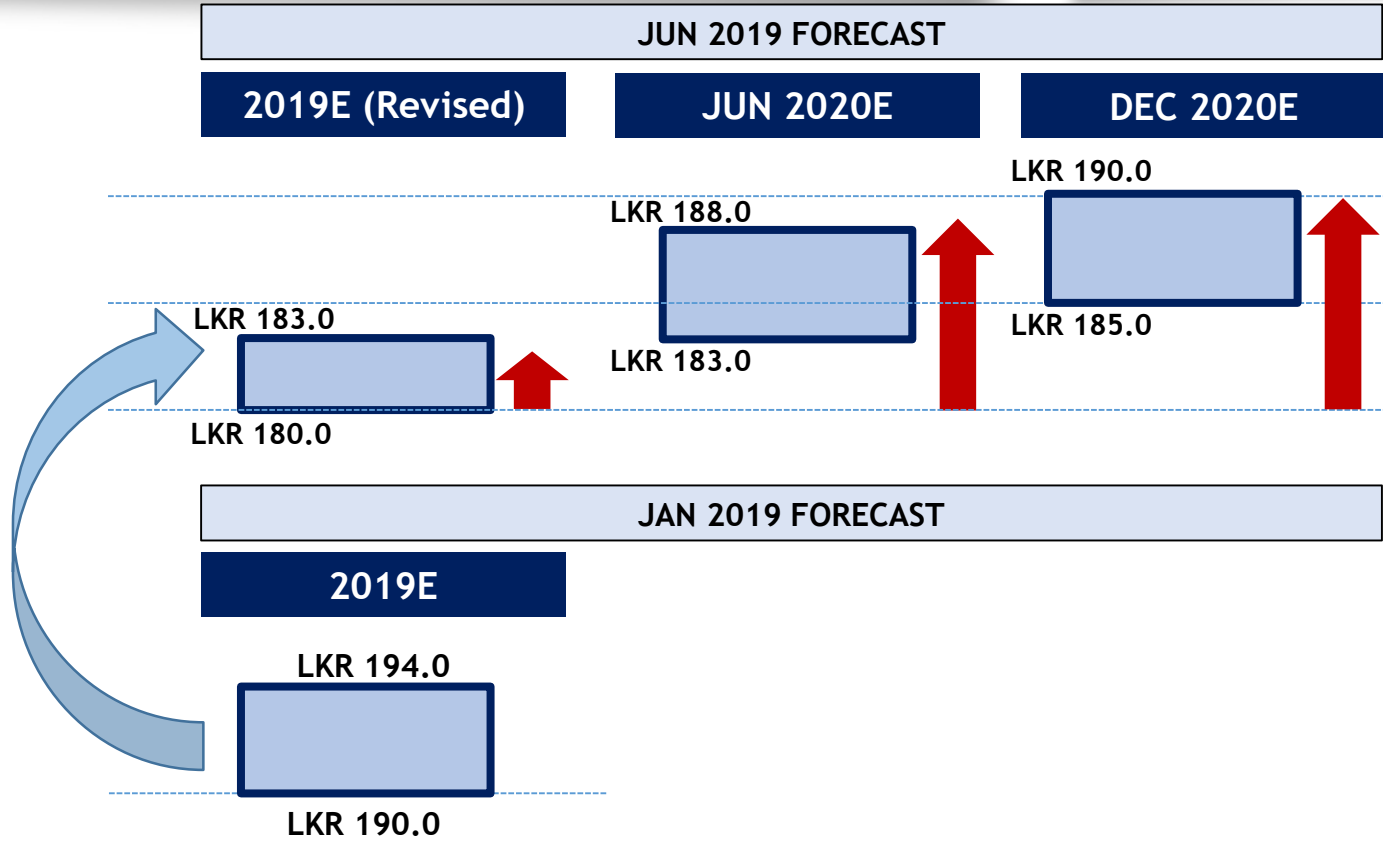 JUN 2019 FORECAST
2019E (Revised)
JUN 2020E
DEC 2020E
LKR 190.0
LKR 188.0
LKR 183.0
LKR 185.0
LKR 183.0
LKR 180.0
JAN 2019 FORECAST
2019E
LKR 194.0
LKR 190.0